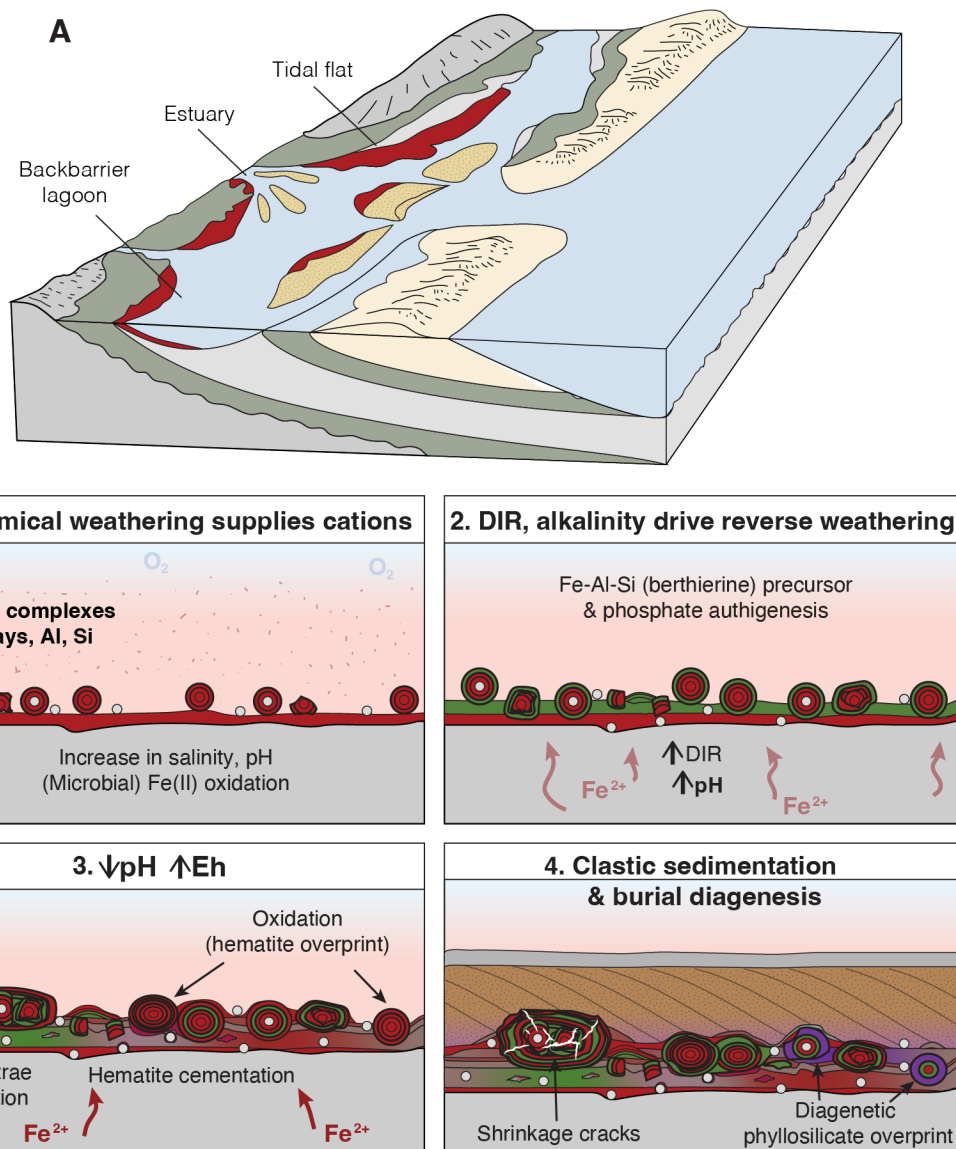 A
Tidal flat
Estuary
Backbarrier
lagoon
mical weathering supplies cations
O2
O2
complexes
ays, Al, Si
Increase in salinity, pH
(Microbial) Fe(II) oxidation
2. DIR, alkalinity drive reverse weathering
Fe-Al-Si (berthierine) precursor
& phosphate authigenesis
↑DIR
↑pH
Fe2+
Fe2+
3. ↓pH ↑Eh
Oxidation
(hematite overprint)
trae
tion
Hematite cementation
Fe2+
Fe2+
4. Clastic sedimentation
& burial diagenesis
Shrinkage cracks
Diagenetic
phyllosilicate overprint